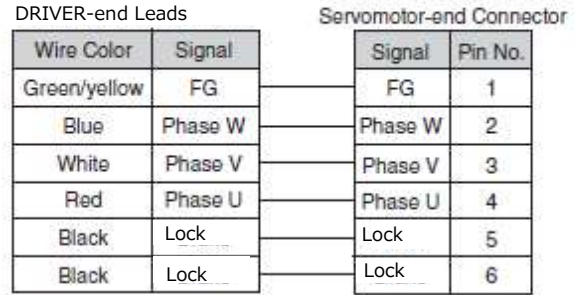 DRIVER-end Leads Servomotor-end Connector
Wire Color Signal Signal Pin No.
Green/yellow FG FG 1
Blue Phase W Phase W 2
White Phase V Phase V 3
Red Phase U Phase U 4
Black Lock Lock 5
Black Lock Lock 6